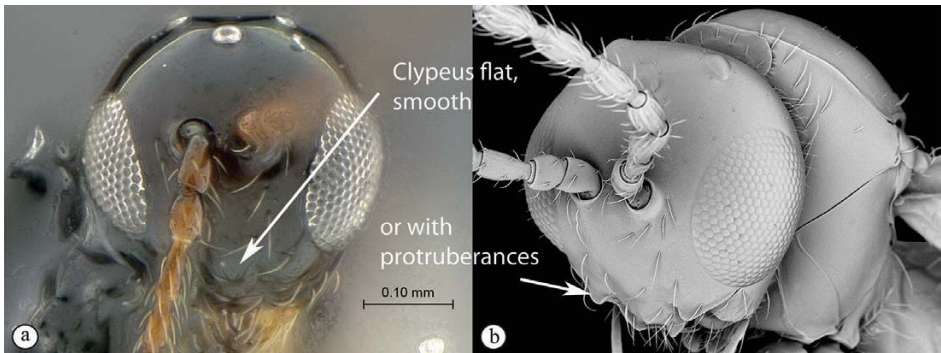 Clypeus flat,
smooth
or with
protruberances
0.10 mm
a
b